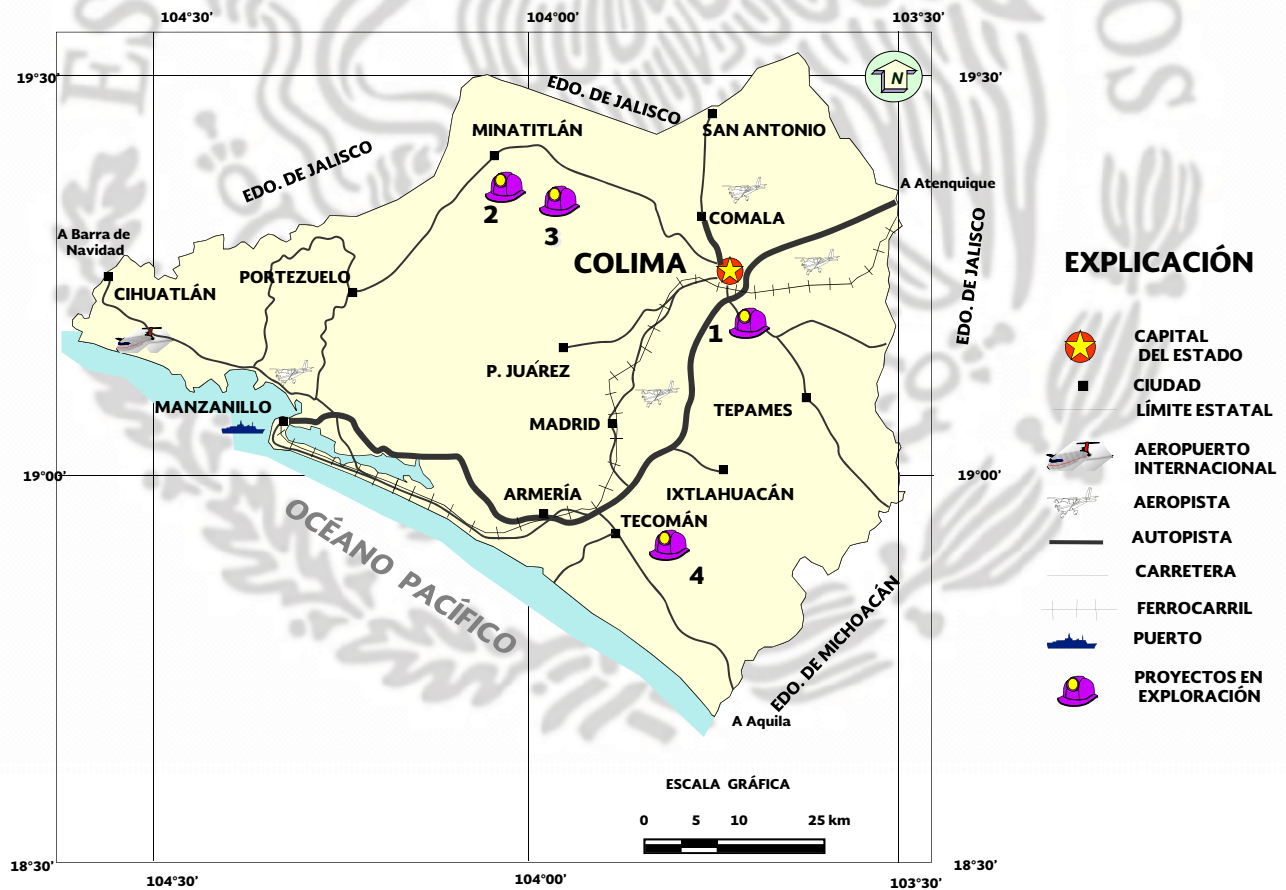 104°30'
104°00'
103°30'
19°30'
19°30'
N
EDO. DE JALISCO
MINATITLÁN
SAN ANTONIO
EDO. DE JALISCO
A Atenquique
2
3
COMALA
A Barra de
Navidad
EDO. DE JALISCO
COLIMA
PORTEZUELO
CIHUATLÁN
1
P. JUÁREZ
MANZANILLO
TEPAMES
MADRID
19°00'
19°00'
ARMERÍA
IXTLAHUACÁN
TECOMÁN
OCÉANO PACÍFICO
4
EDO. DE MICHOACÁN
A Aquila
ESCALA GRÁFICA
0 5 10 25 km
18°30'
18°30'
104°30'
104°00'
103°30'
EXPLICACIÓN
CAPITAL
DEL ESTADO
CIUDAD
LÍMITE ESTATAL
AEROPUERTO
INTERNACIONAL
AEROPISTA
AUTOPISTA
CARRETERA
FERROCARRIL
PUERTO
PROYECTOS EN
EXPLORACIÓN
ES
OS